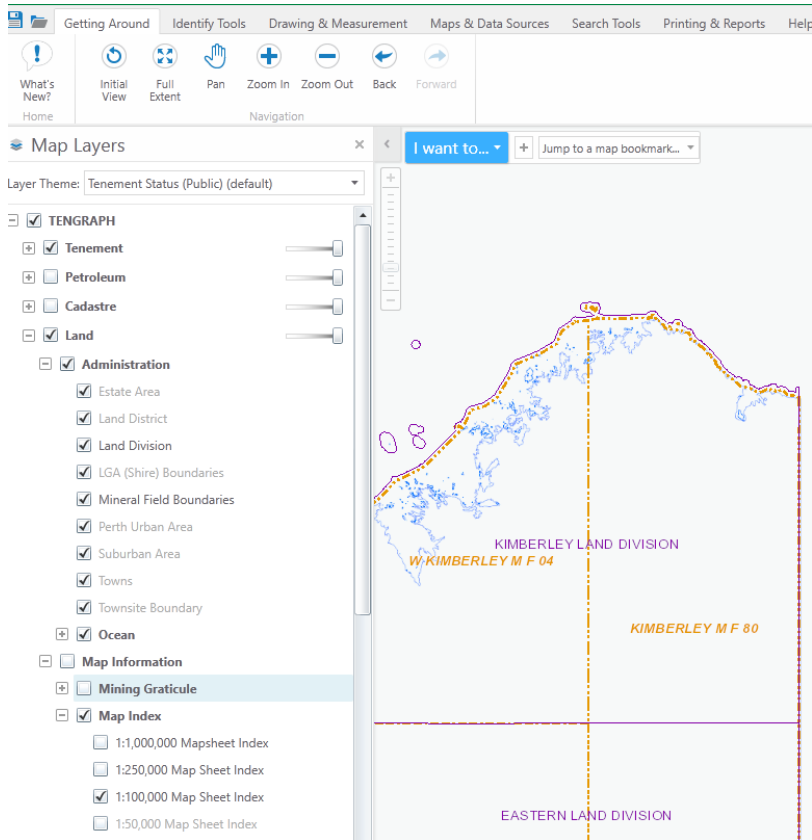 Getting Around Identify Tools Drawing & Measurement Maps & Data Sources Search Tools Printing & Reports Help
What's New?
Initial View
Full Extent
Pan
Zoom In
Zoom Out
Back
Forward
Home
Navigation
Map Layers
I want to...
Jump to a map bookmark...
Layer Theme: Tenement Status (Public) (default)
TENGRAPH
Tenement
Petroleum
Cadastre
Land
Administration
Estate Area
Land District
Land Division
LGA (Shire) Boundaries
Mineral Field Boundaries
Perth Urban Area
Suburban Area
Towns
Townsite Boundary
Ocean
Map Information
Mining Graticule
Map Index
1:1,000,000 Mapsheet Index
1:250,000 Map Sheet Index
1:100,000 Map Sheet Index
1:50,000 Map Sheet Index
KIMBERLEY LAND DIVISION
W KIMBERLEY M F 04
KIMBERLEY M F 80
EASTERN LAND DIVISION